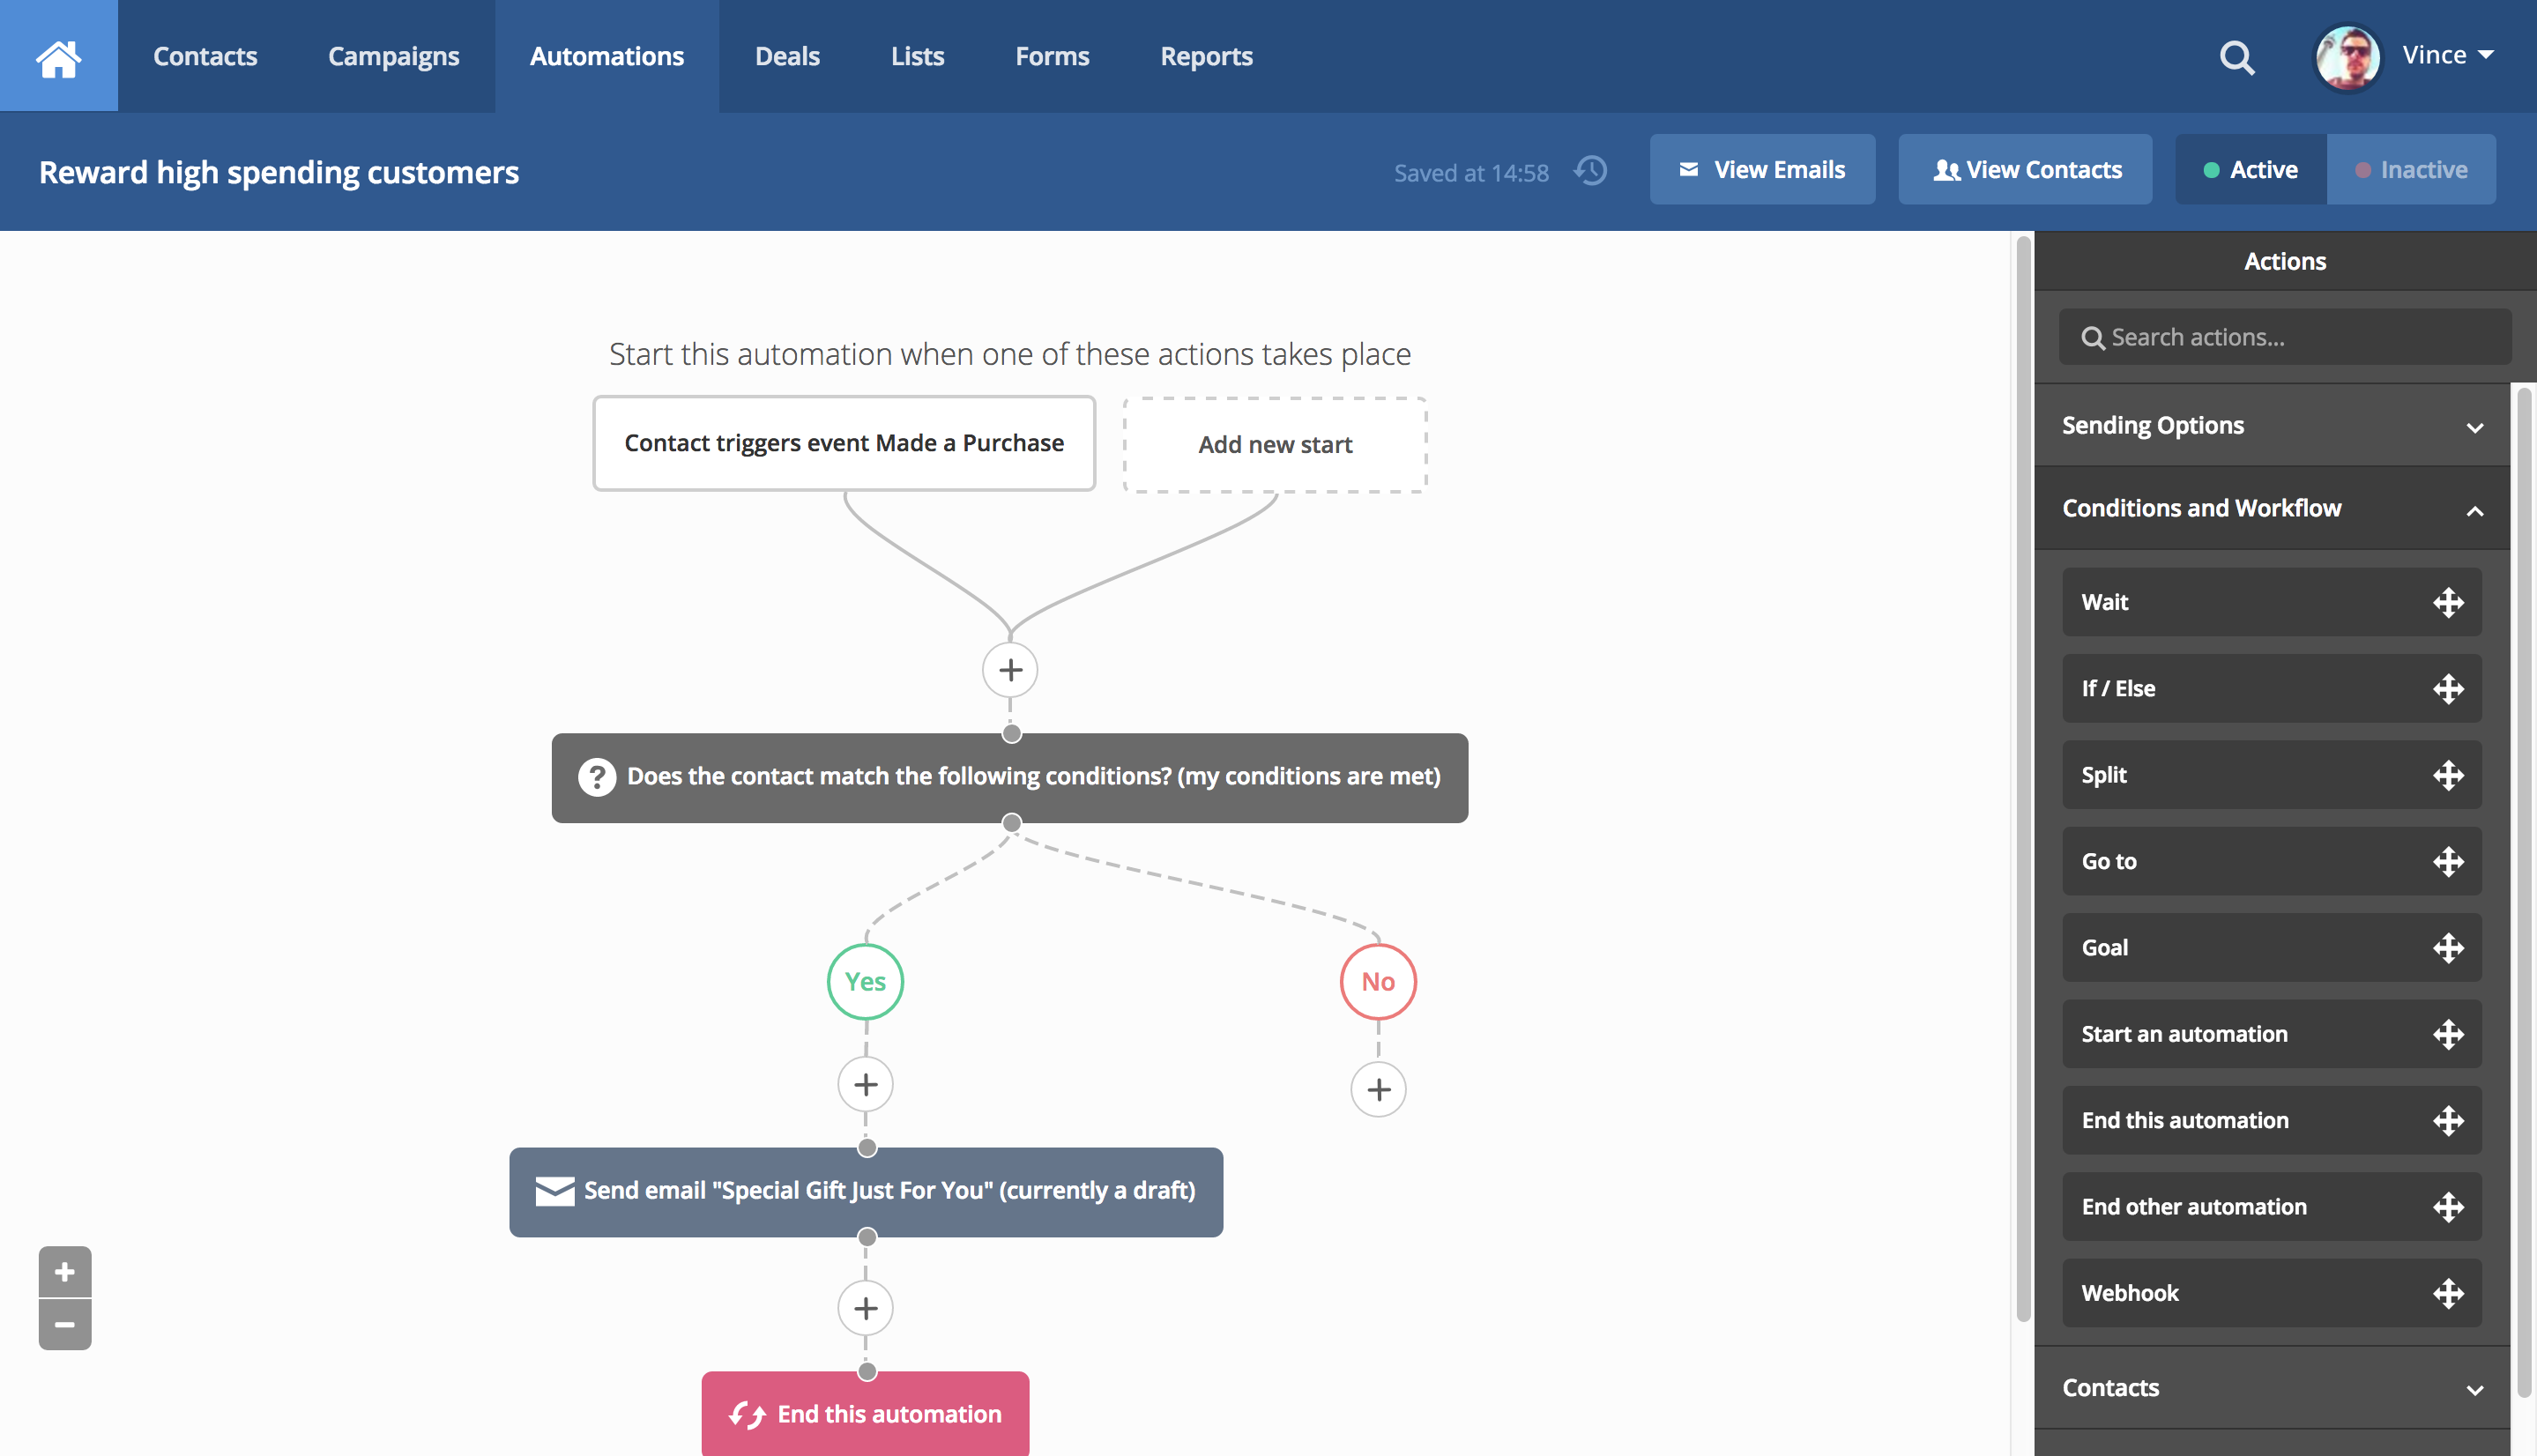 Contacts
Campaigns
Automations
Deals
Lists
Forms
Reports
Vince
Reward high spending customers
Saved at 14:58
View Emails
View Contacts
Active
Inactive
Start this automation when one of these actions takes place
Contact triggers event Made a Purchase
Add new start
Does the contact match the following conditions? (my conditions are met)
Yes
No
Send email "Special Gift Just For You" (currently a draft)
End this automation
Actions
Search actions...
Sending Options
Conditions and Workflow
Wait
If / Else
Split
Go to
Goal
Start an automation
End this automation
End other automation
Webhook
Contacts